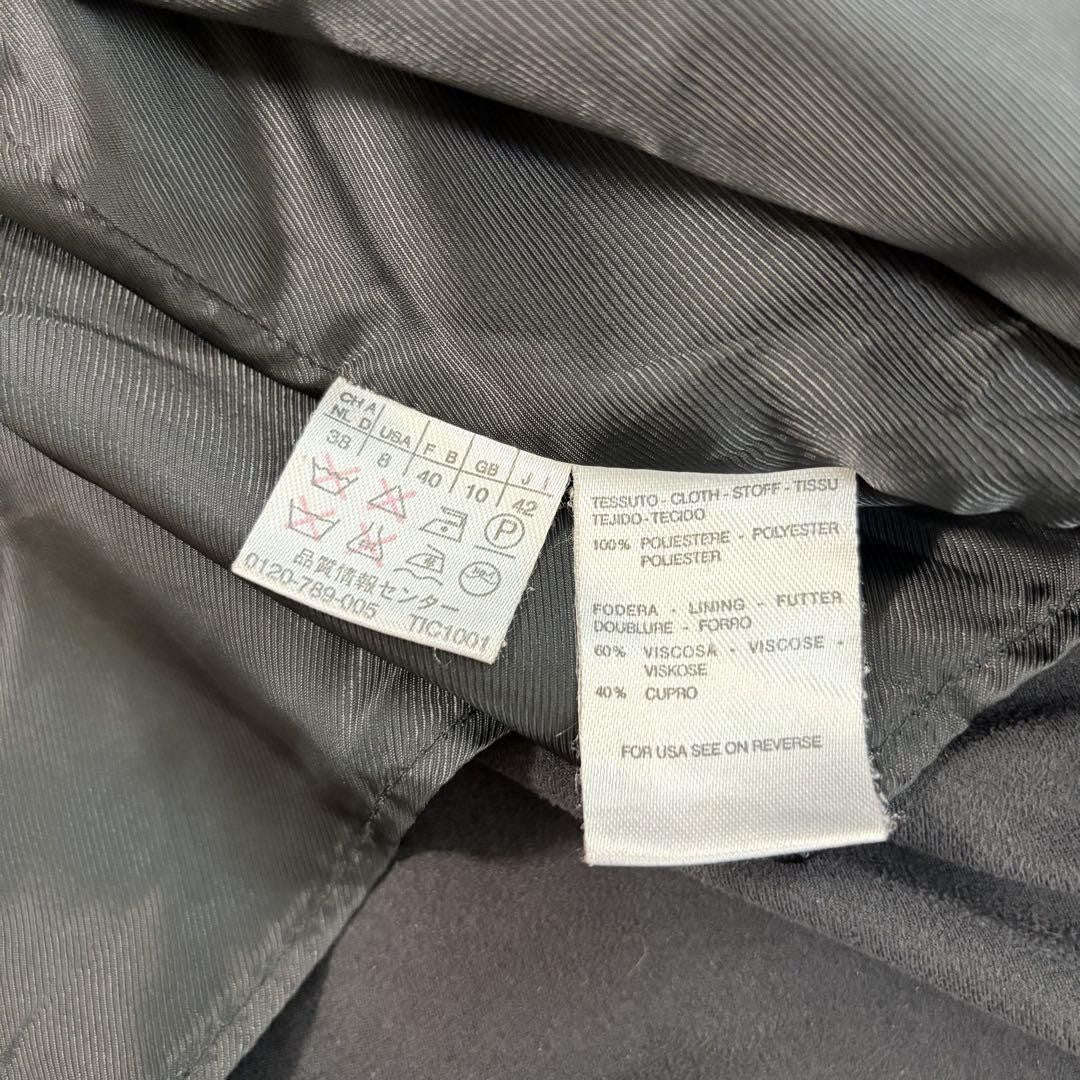 CH A
NL D USA F B GB J I
38 8 40 10 42
P
品質情報センター
0120-789-005 TIC1001
TESSUTO - CLOTH - STOFF - TISSU
TEJIDO - TECIDO
100% POLIESTERE - POLYESTER
POLIESTER
FODERA - LINING - FUTTER
DOUBLURE - FORRO
60% VISCOSA - VISCOSE -
VISKOSE
40% CUPRO
FOR USA SEE ON REVERSE